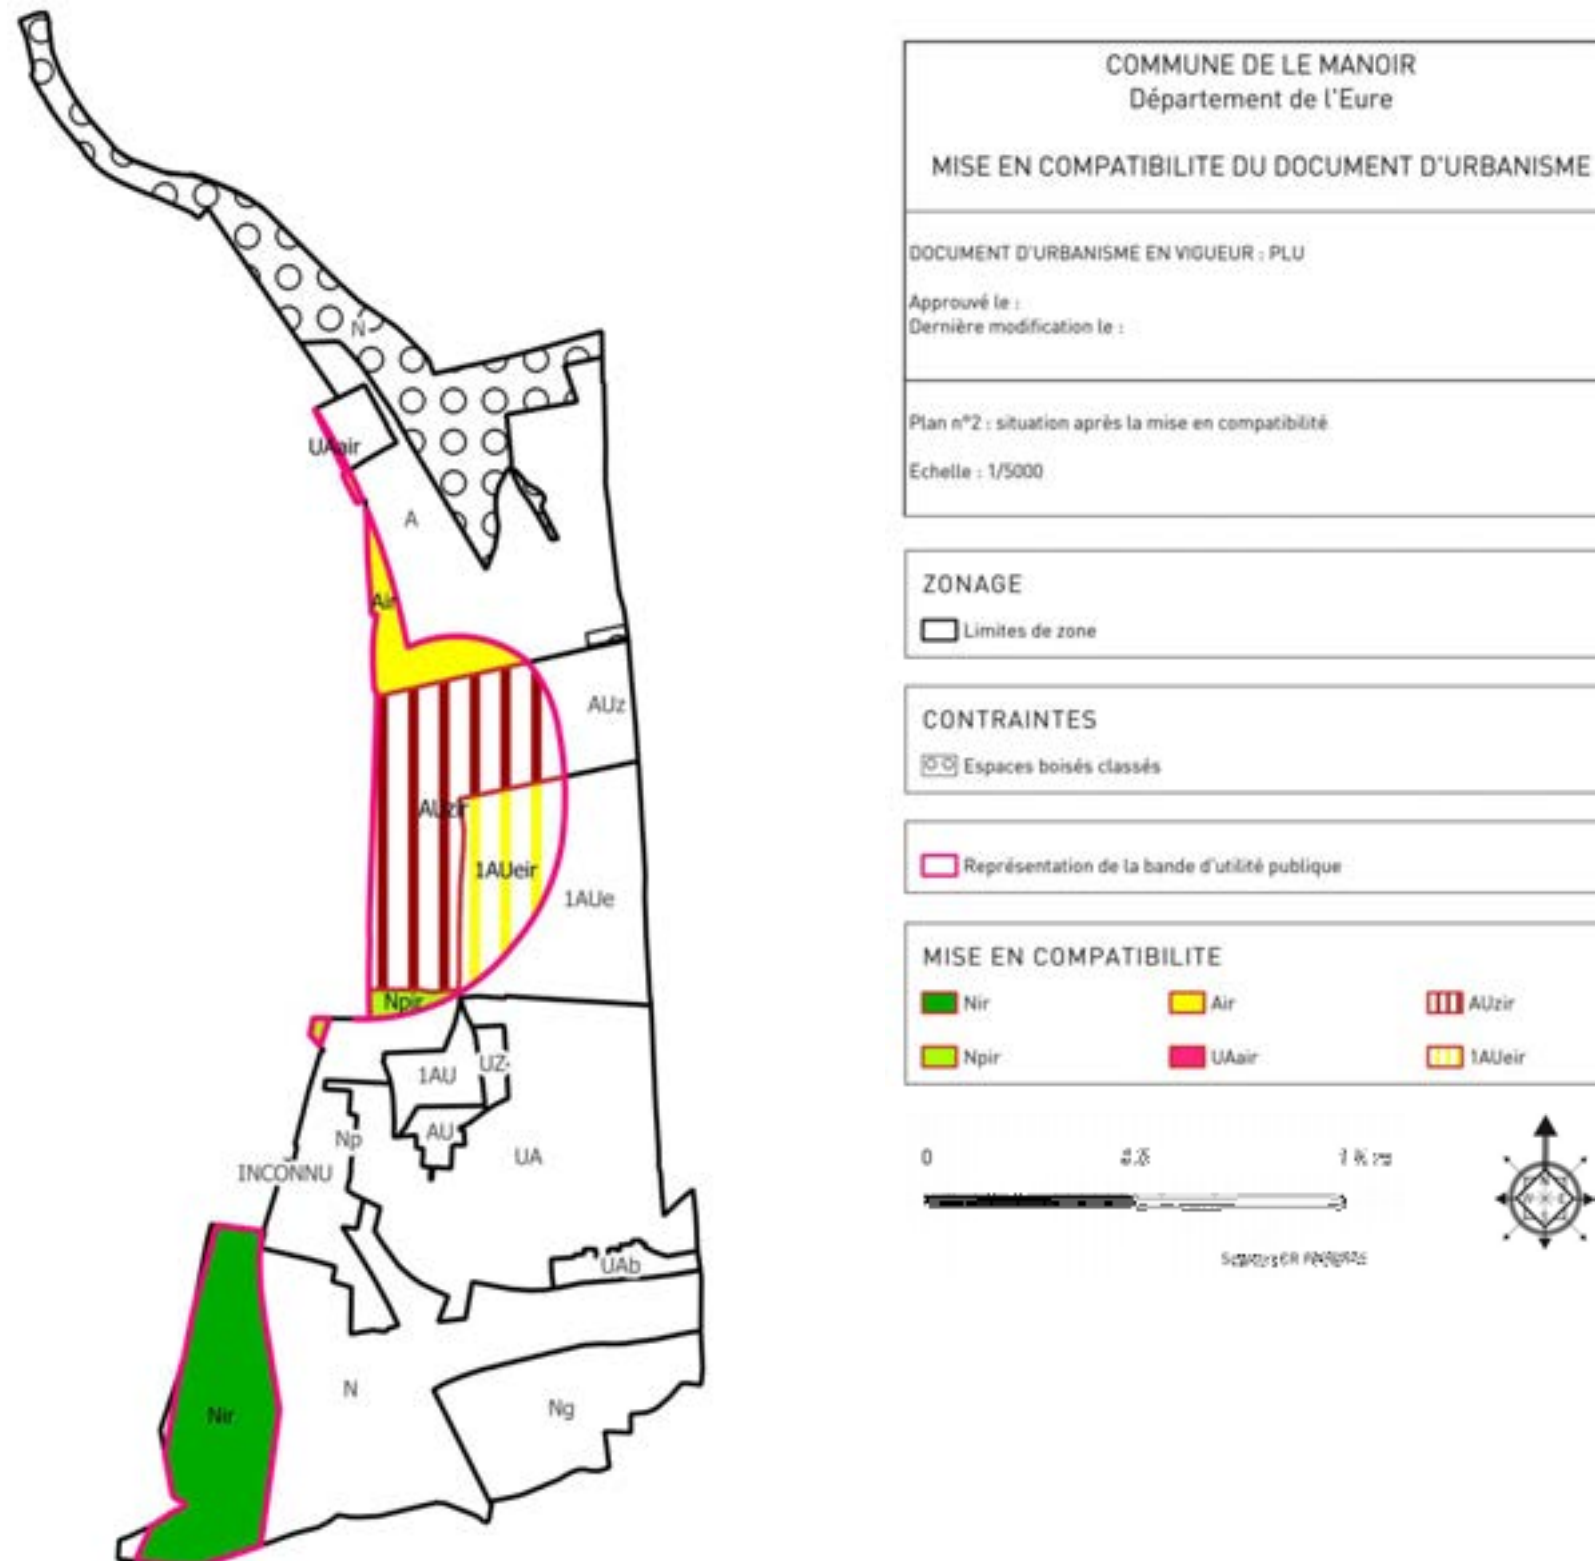 COMMUNE DE LE MANOIR
Département de l'Eure
MISE EN COMPATIBILITE DU DOCUMENT D'URBANISME
DOCUMENT D'URBANISME EN VIGUEUR : PLU
Approuvé le :
Dernière modification le :
Plan n°2 : situation après la mise en compatibilité
Echelle : 1/5000
ZONAGE
Limites de zone
CONTRAINTES
Espaces boisés classés
Représentation de la bande d'utilité publique
MISE EN COMPATIBILITE
Nir
Air
AUzir
Npir
UAair
1AUeir
0
N
UAair
A
Air
AUz
AUzir
1AUeir
1AUe
Npir
1AU
UZ
AU
Np
UA
INCONNU
UAb
N
Ng
Nir